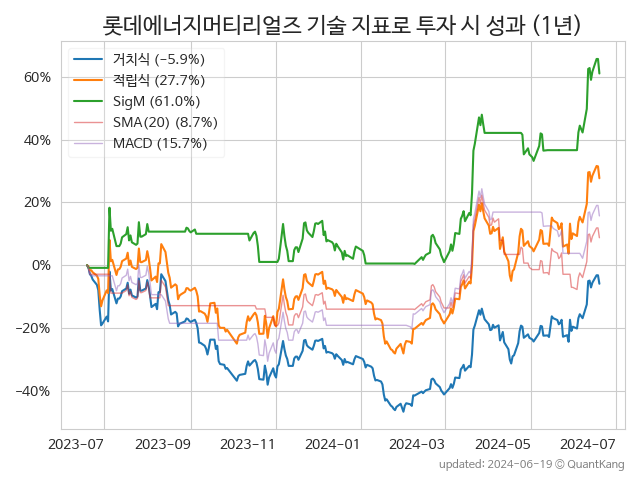 롯데에너지머티리얼즈 기술 지표로 투자 시 성과 (1년)
거치식 (−5.9%)
적립식 (27.7%)
SigM (61.0%)
SMA(20) (8.7%)
MACD (15.7%)
60%
40%
20%
0%
−20%
−40%
2023−07
2023−09
2023−11
2024−01
2024−03
2024−05
2024−07
updated: 2024−06−19 ⓒ QuantKang